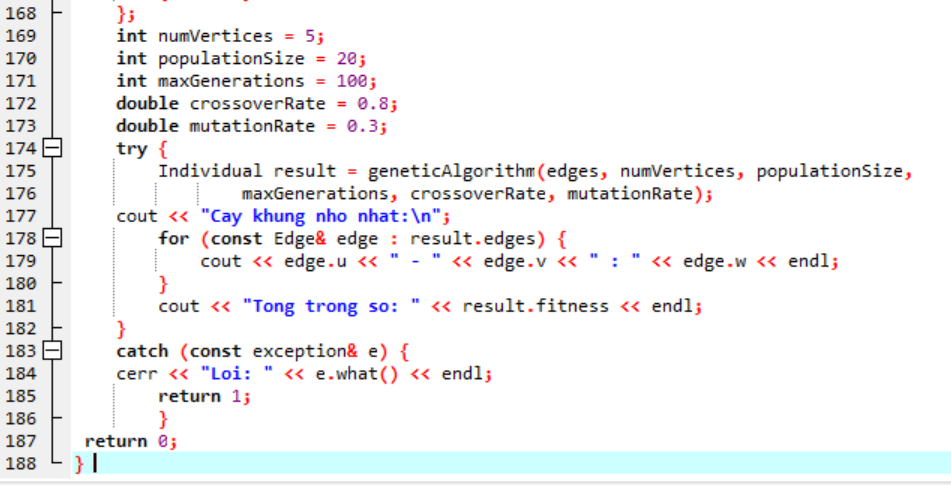 168 };
169 int numVertices = 5;
170 int populationSize = 20;
171 int maxGenerations = 100;
172 double crossoverRate = 0.8;
173 double mutationRate = 0.3;
174 try {
175 Individual result = geneticAlgorithm(edges, numVertices, populationSize,
176 maxGenerations, crossoverRate, mutationRate);
177 cout << "Cay khung nho nhat:\n";
178 for (const Edge& edge : result.edges) {
179 cout << edge.u << " - " << edge.v << " : " << edge.w << endl;
180 }
181 cout << "Tong trong so: " << result.fitness << endl;
182 }
183 catch (const exception& e) {
184 cerr << "Loi: " << e.what() << endl;
185 return 1;
186 }
187 return 0;
188 }